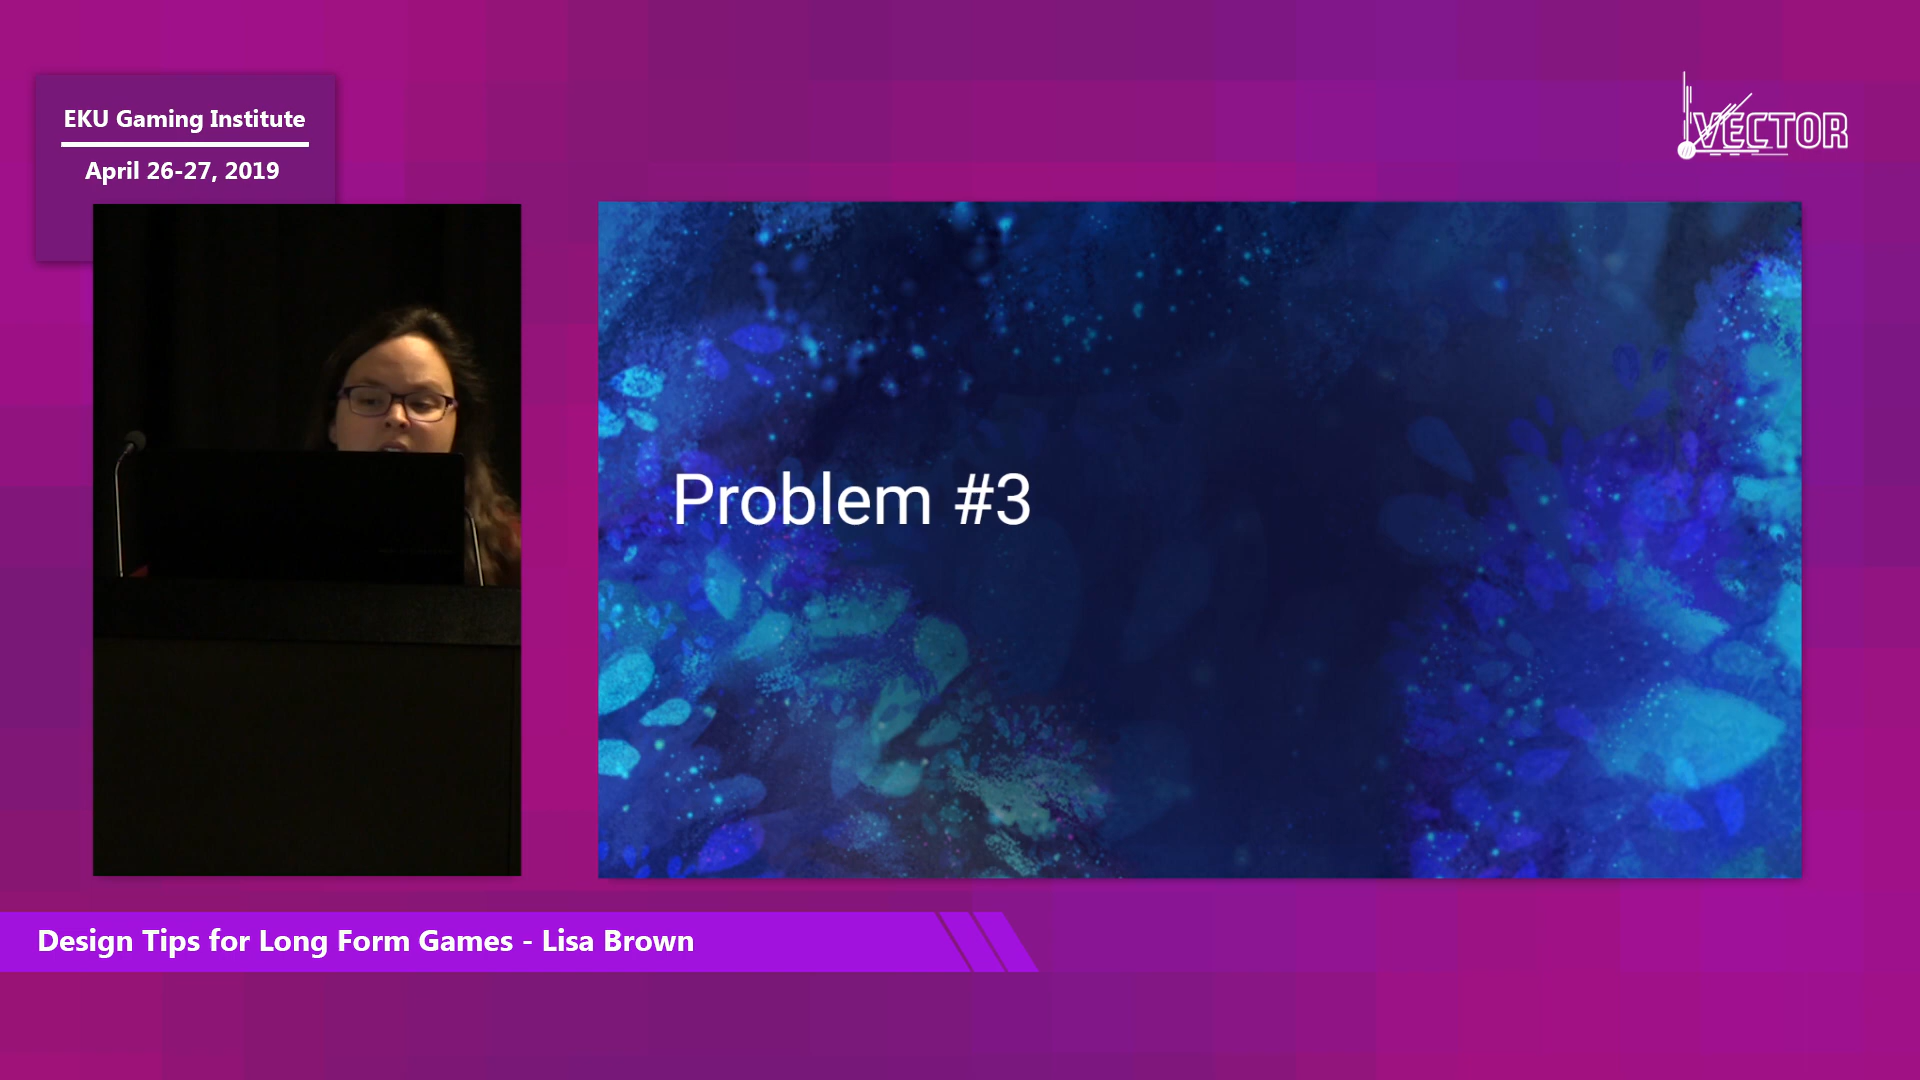 EKU Gaming Institute
April 26-27, 2019
VECTOR
Problem #3
Design Tips for Long Form Games - Lisa Brown